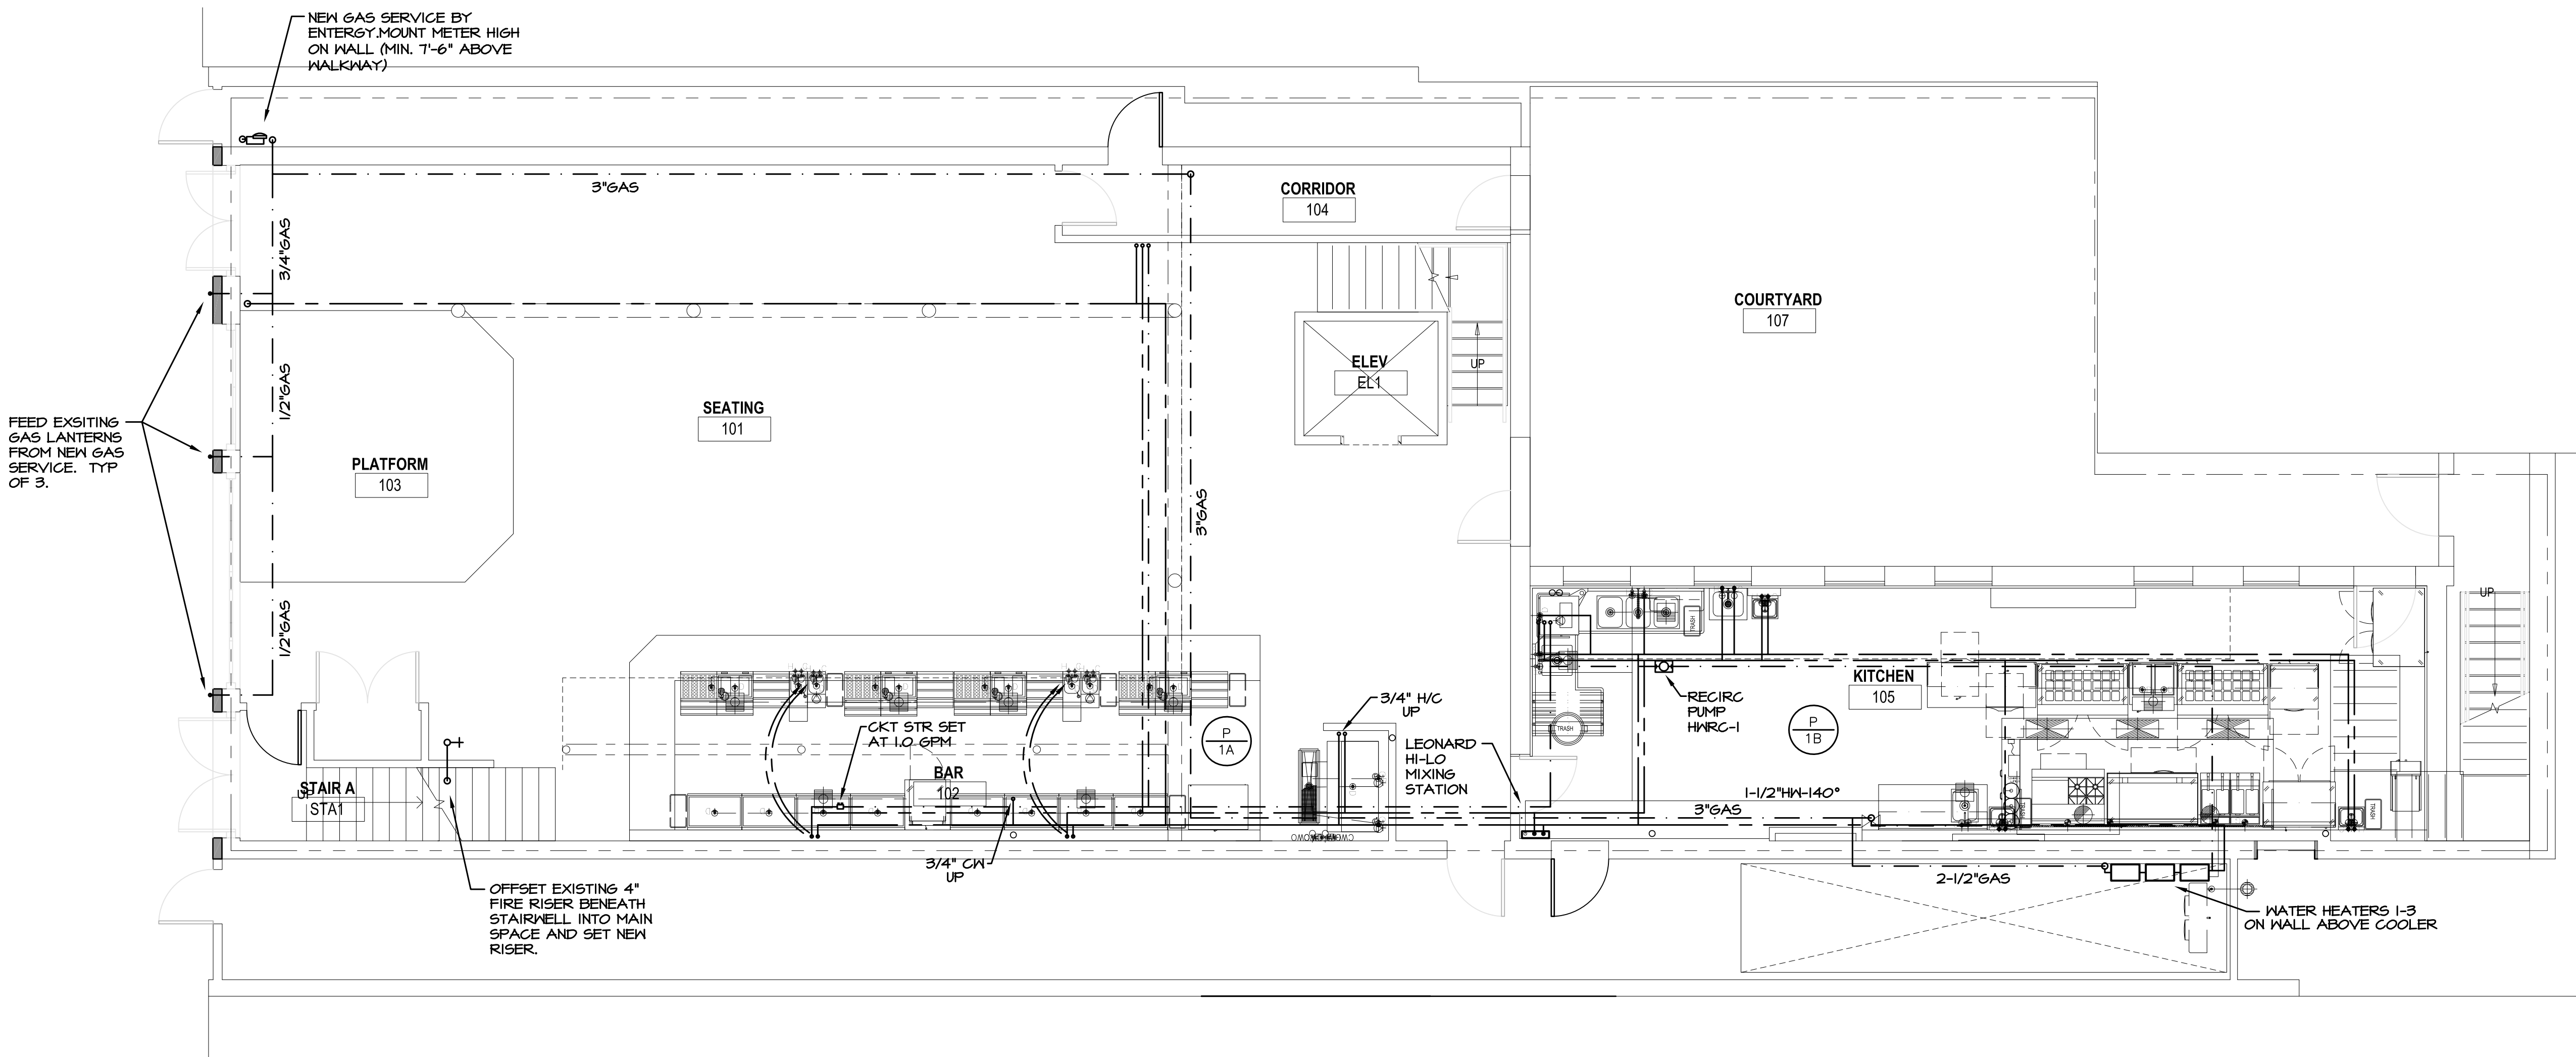 NEW GAS SERVICE BY
ENTERGY.MOUNT METER HIGH
ON WALL (MIN. 7'-6" ABOVE
WALKWAY)
3"GAS
CORRIDOR
104
3/4"GAS
COURTYARD
107
ELEV
EL1
UP
1/2"GAS
SEATING
101
FEED EXSITING
GAS LANTERNS
FROM NEW GAS
SERVICE. TYP
OF 3.
PLATFORM
103
3"GAS
1/2"GAS
UP
TRASH
KITCHEN
105
RECIRC
PUMP
HWRC-1
3/4" H/C
UP
TRASH
P
1A
P
1B
CKT STR SET
AT 1.0 GPM
LEONARD
HI-LO
MIXING
STATION
BAR
102
STAIR A
UP
STA1
1-1/2"HW-140°
3"GAS
TRASH
TRASH
3/4" CW
UP
2-1/2"GAS
OFFSET EXISTING 4"
FIRE RISER BENEATH
STAIRWELL INTO MAIN
SPACE AND SET NEW
RISER.
WATER HEATERS 1-3
ON WALL ABOVE COOLER